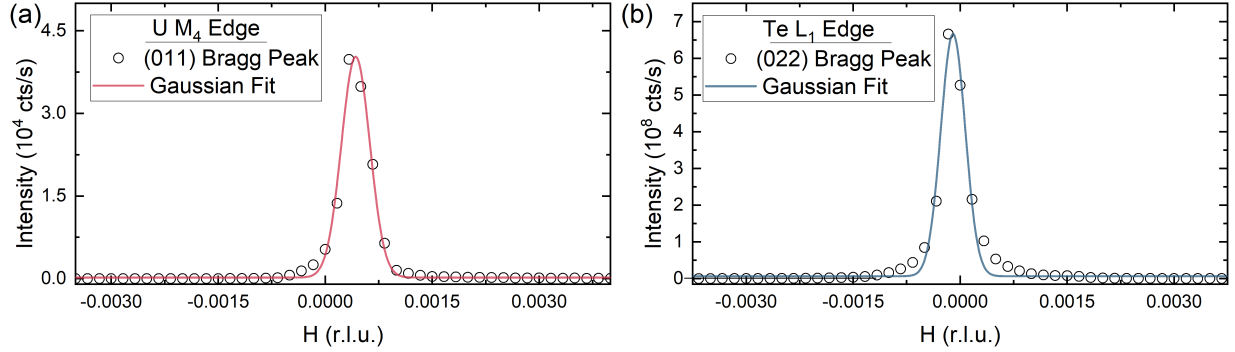 (a)
U M₄ Edge
(011) Bragg Peak
Gaussian Fit
Intensity (10⁴ cts/s)
4.5
3.0
1.5
0.0
-0.0030 -0.0015 0.0000 0.0015 0.0030
H (r.l.u.)
(b)
Te L₁ Edge
(022) Bragg Peak
Gaussian Fit
Intensity (10⁸ cts/s)
7
6
5
4
3
2
1
0
-0.0030 -0.0015 0.0000 0.0015 0.0030
H (r.l.u.)